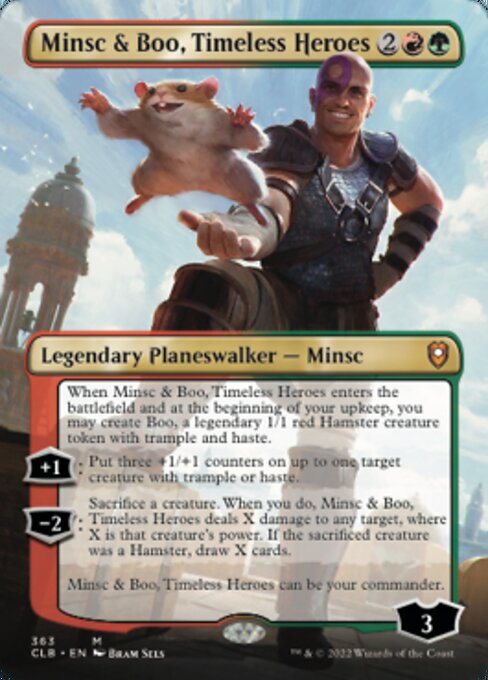 Minsc & Boo, Timeless Heroes 2
Legendary Planeswalker — Minsc
When Minsc & Boo, Timeless Heroes enters the
battlefield and at the beginning of your upkeep, you
may create Boo, a legendary 1/1 red Hamster creature
token with trample and haste.
+1: Put three +1/+1 counters on up to one target
creature with trample or haste.
Sacrifice a creature. When you do, Minsc & Boo,
−2: Timeless Heroes deals X damage to any target, where
X is that creature's power. If the sacrificed creature
was a Hamster, draw X cards.
Minsc & Boo, Timeless Heroes can be your commander.
3
363 M
CLB • EN Bram Sels
™ & © 2022 Wizards of the Coast